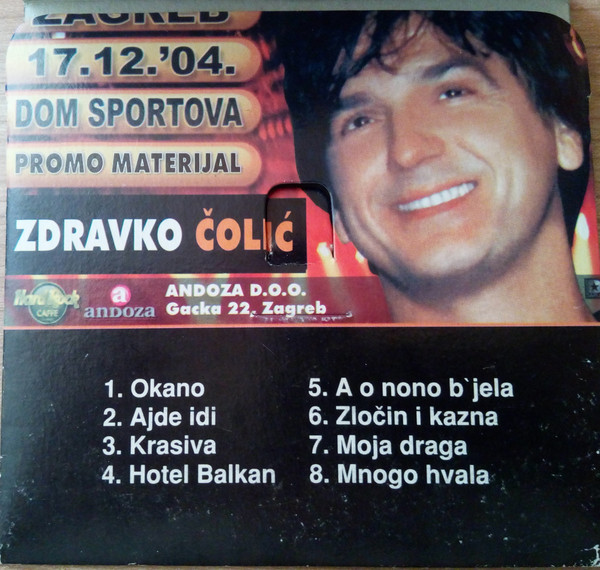 ZAGREB
17.12.'04.
DOM SPORTOVA
PROMO MATERIJAL
ZDRAVKO ČOLIĆ
Hard Rock
CAFFE
a
anDoza
ANDOZA D.O.O.
Gacka 22, Zagreb
1. Okano
2. Ajde idi
3. Krasiva
4. Hotel Balkan
5. A o nono b`jela
6. Zločin i kazna
7. Moja draga
8. Mnogo hvala